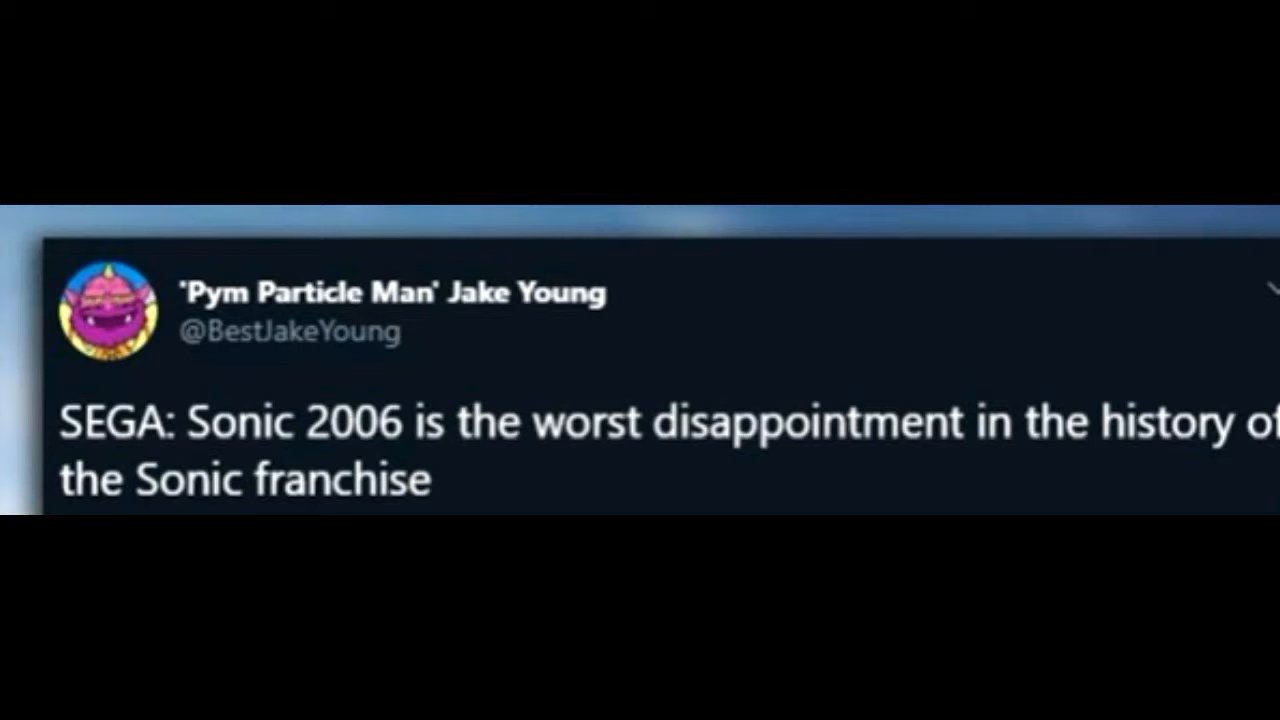 'Pym Particle Man' Jake Young
@BestJakeYoung
SEGA: Sonic 2006 is the worst disappointment in the history of
the Sonic franchise